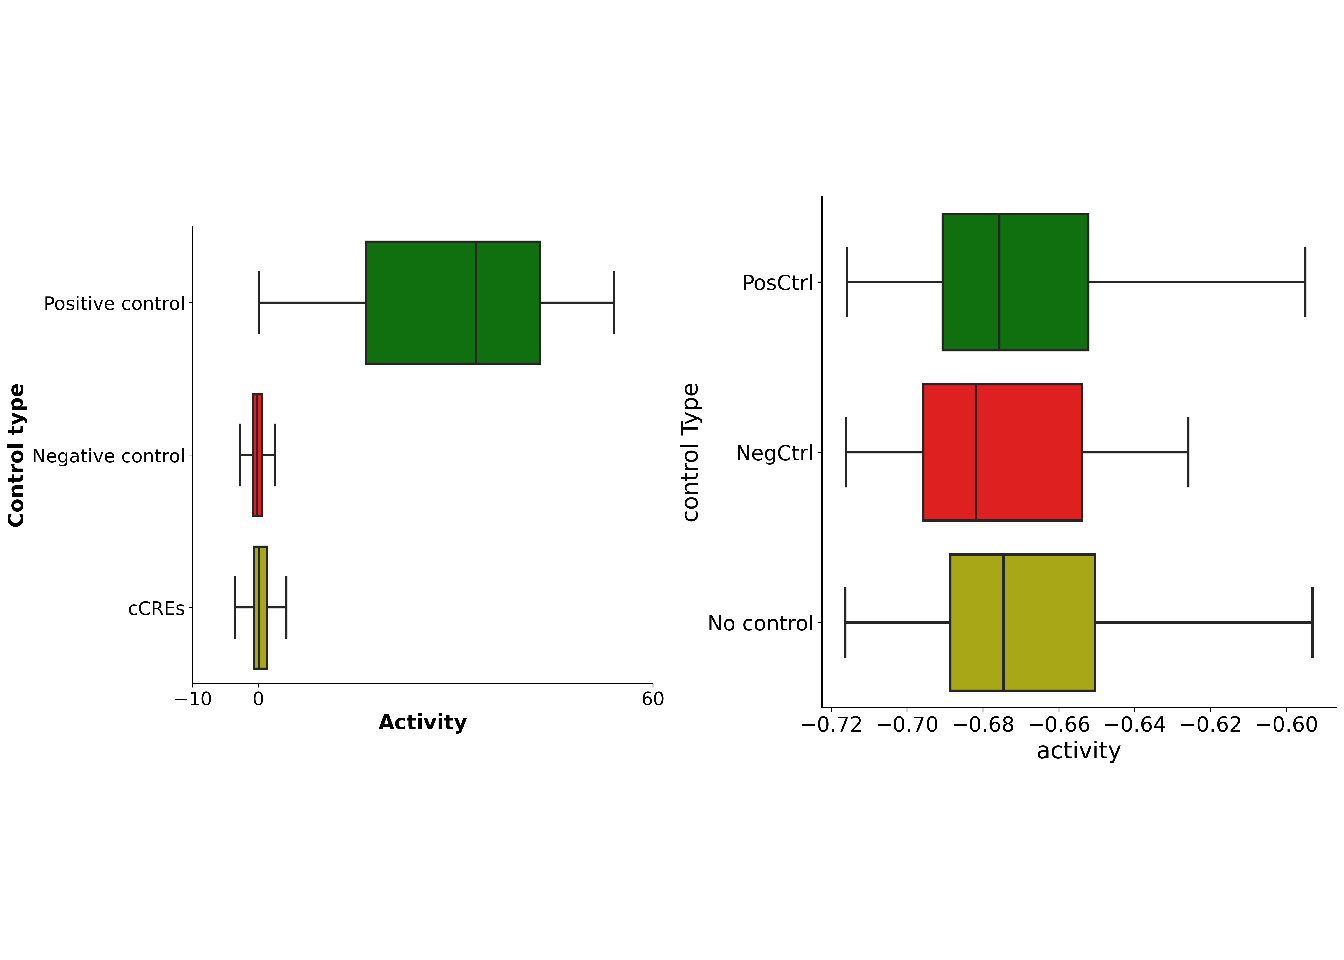 Control type
Positive control
Negative control
cCREs
−10 0 60
Activity
control Type
PosCtrl
NegCtrl
No control
−0.72 −0.70 −0.68 −0.66 −0.64 −0.62 −0.60
activity